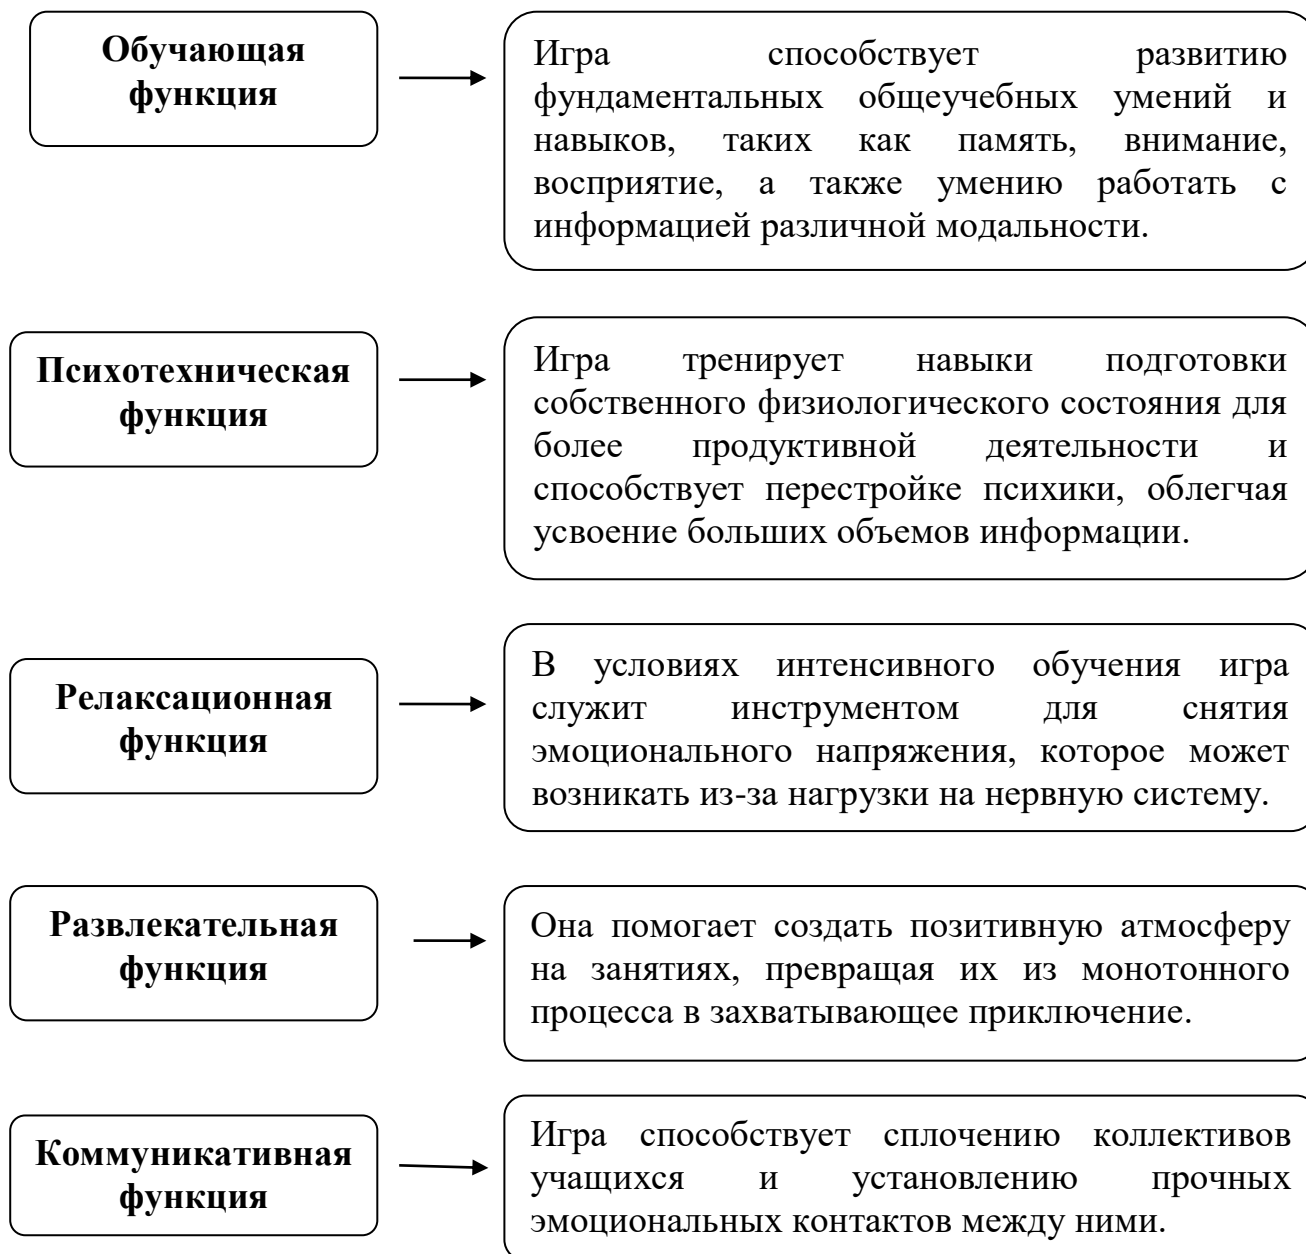 Обучающая
функция
Игра способствует развитию
фундаментальных общеучебных умений и
навыков, таких как память, внимание,
восприятие, а также умению работать с
информацией различной модальности.
Психотехническая
функция
Игра тренирует навыки подготовки
собственного физиологического состояния для
более продуктивной деятельности и
способствует перестройке психики, облегчая
усвоение больших объемов информации.
Релаксационная
функция
В условиях интенсивного обучения игра
служит инструментом для снятия
эмоционального напряжения, которое может
возникать из-за нагрузки на нервную систему.
Развлекательная
функция
Она помогает создать позитивную атмосферу
на занятиях, превращая их из монотонного
процесса в захватывающее приключение.
Коммуникативная
функция
Игра способствует сплочению коллективов
учащихся и установлению прочных
эмоциональных контактов между ними.